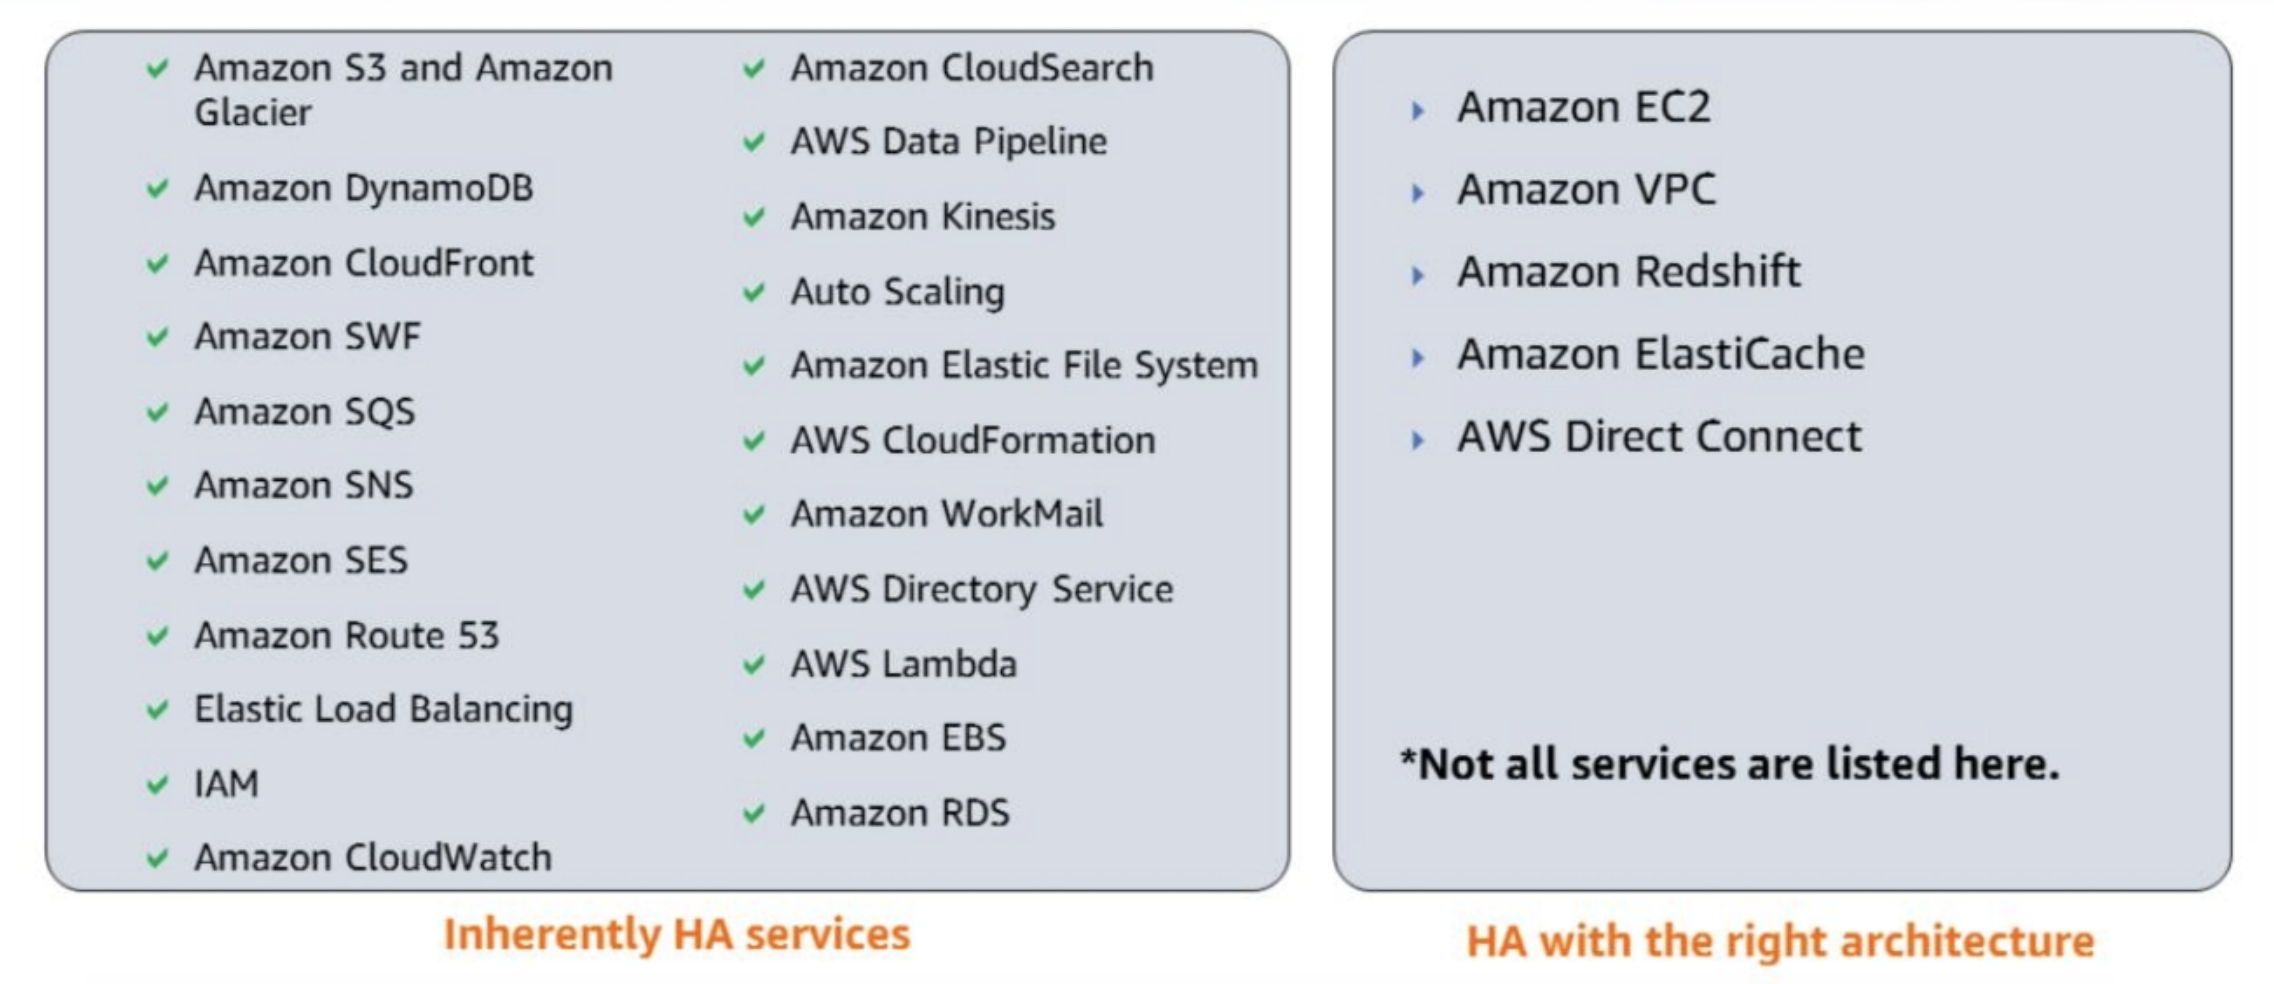 Amazon S3 and Amazon
Glacier
Amazon DynamoDB
Amazon CloudFront
Amazon SWF
Amazon SQS
Amazon SNS
Amazon SES
Amazon Route 53
Elastic Load Balancing
IAM
Amazon CloudWatch
Amazon CloudSearch
AWS Data Pipeline
Amazon Kinesis
Auto Scaling
Amazon Elastic File System
AWS CloudFormation
Amazon WorkMail
AWS Directory Service
AWS Lambda
Amazon EBS
Amazon RDS
Inherently HA services
Amazon EC2
Amazon VPC
Amazon Redshift
Amazon ElastiCache
AWS Direct Connect
*Not all services are listed here.
HA with the right architecture